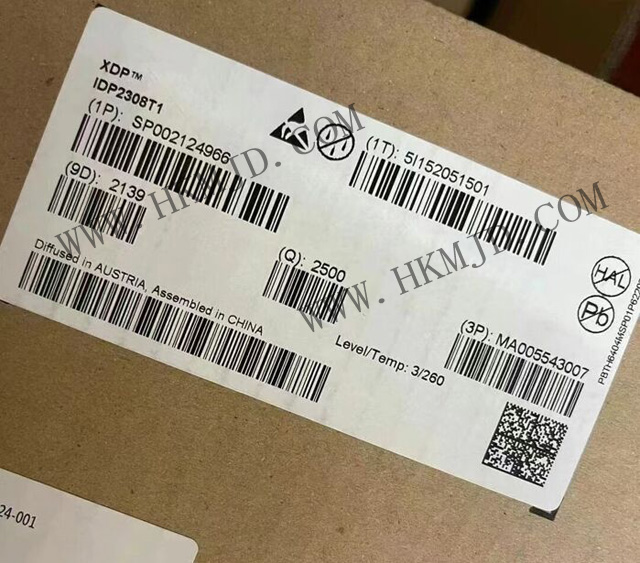 XDP™
IDP2308T1
(1P): SP002124966
(1T): 5I152051501
(9D): 2139
(Q): 2500
Diffused in AUSTRIA, Assembled in CHINA
Level/Temp: 3/260
(3P): MA005543007
HAL
Pb
24-001
WWW.HKMJD.COM
WWW.HKMJD.COM